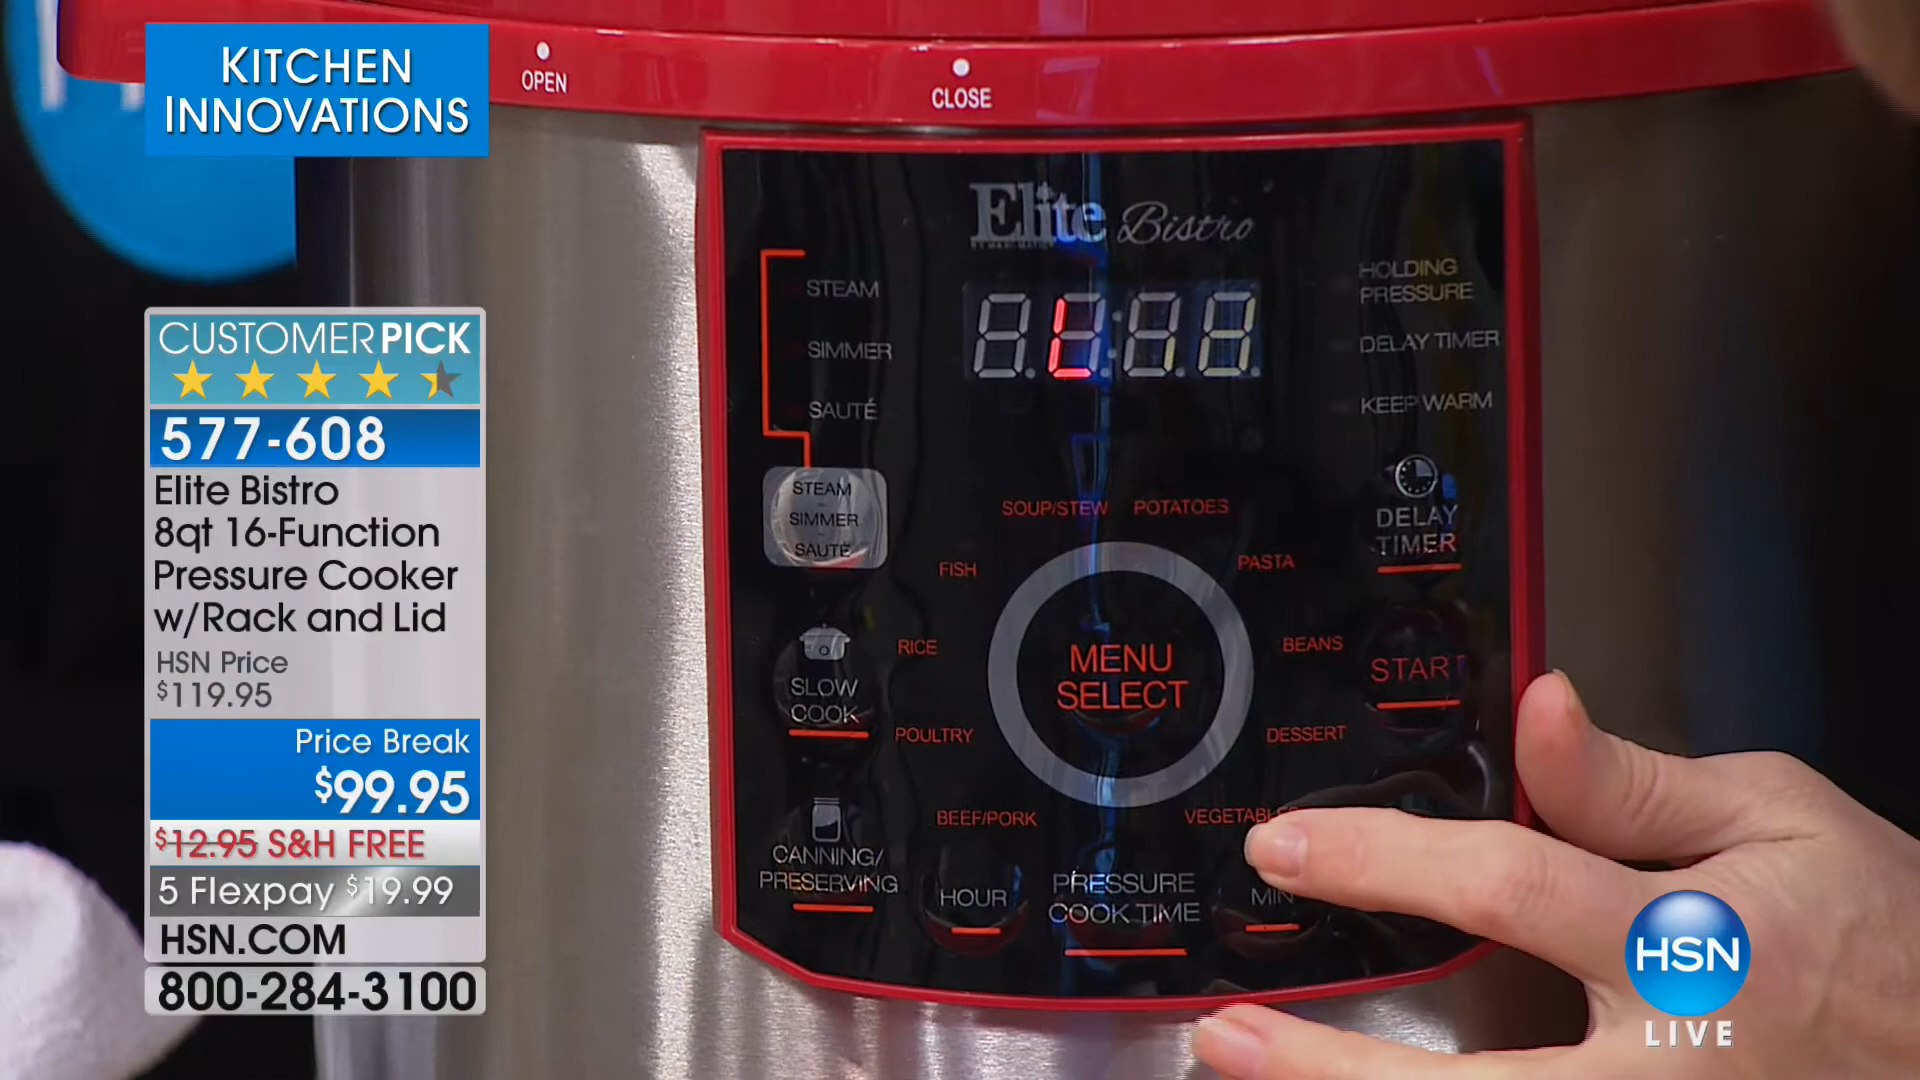 KITCHEN
INNOVATIONS
CUSTOMER PICK
577-608
Elite Bistro
8qt 16-Function
Pressure Cooker
w/Rack and Lid
HSN Price
$119.95
Price Break
$99.95
$12.95 S&H FREE
5 Flexpay $19.99
HSN.COM
800-284-3100
OPEN
CLOSE
Elite Bistro
STEAM
SIMMER
SAUTÉ
L
HOLDING
PRESSURE
DELAY TIMER
KEEP WARM
STEAM
SIMMER
SAUTÉ
SOUP/STEW POTATOES
DELAY
TIMER
FISH
PASTA
RICE
BEANS
MENU
SELECT
START
SLOW
COOK
POULTRY
DESSERT
BEEF/PORK
VEGETABLES
CANNING/
PRESERVING
HOUR
PRESSURE
COOK TIME
MIN
HSN
LIVE